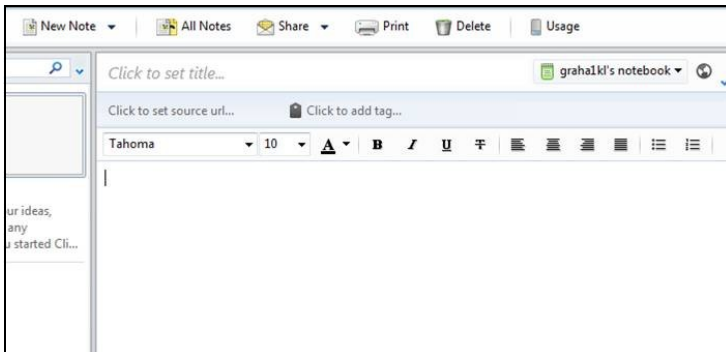 New Note All Notes Share Print Delete Usage
Click to set title... graha1kl's notebook
Click to set source url... Click to add tag...
Tahoma 10 A B I U T
ur ideas,
any
u started Cli...